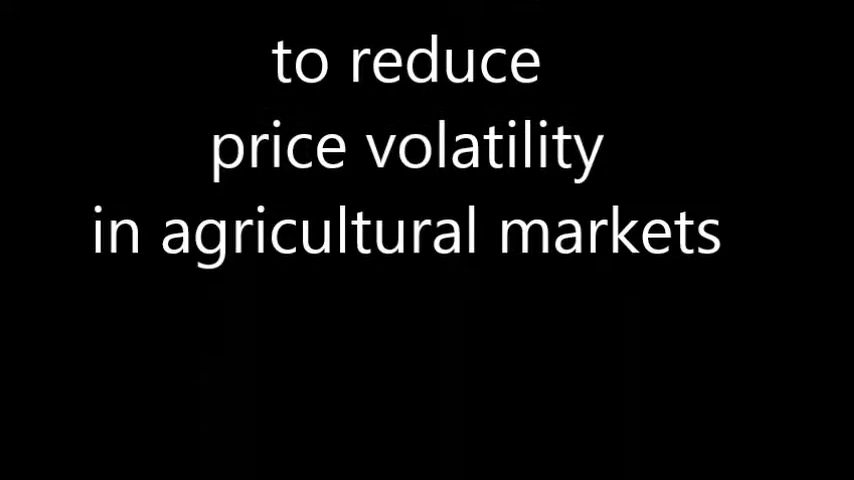 to reduce
price volatility
in agricultural markets